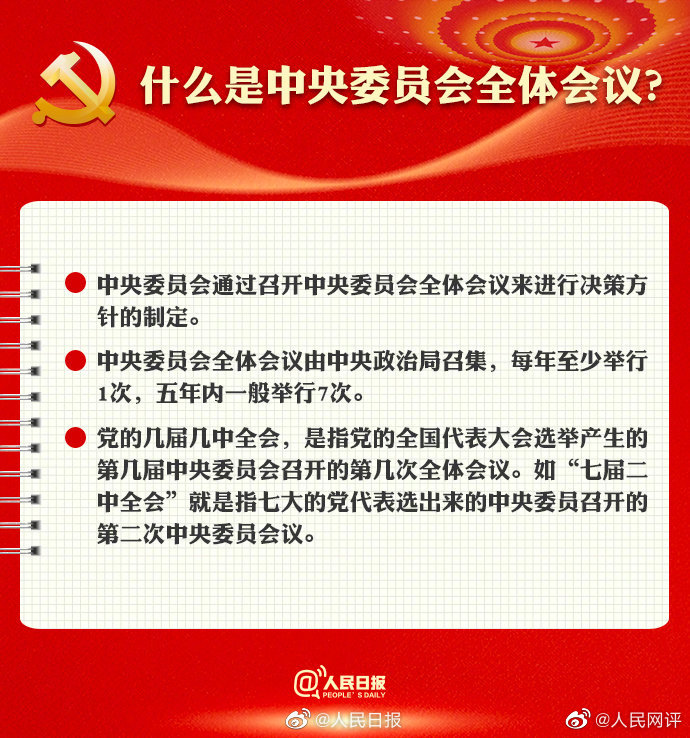 什么是中央委员会全体会议?
中央委员会通过召开中央委员会全体会议来进行决策方
针的制定。
中央委员会全体会议由中央政治局召集，每年至少举行
1次，五年内一般举行7次。
党的几届几中全会，是指党的全国代表大会选举产生的
第几届中央委员会召开的第几次全体会议。如“七届二
中全会”就是指七大的党代表选出来的中央委员召开的
第二次中央委员会议。
@人民日报
PEOPLE'S DAILY
@人民日报
@人民网评